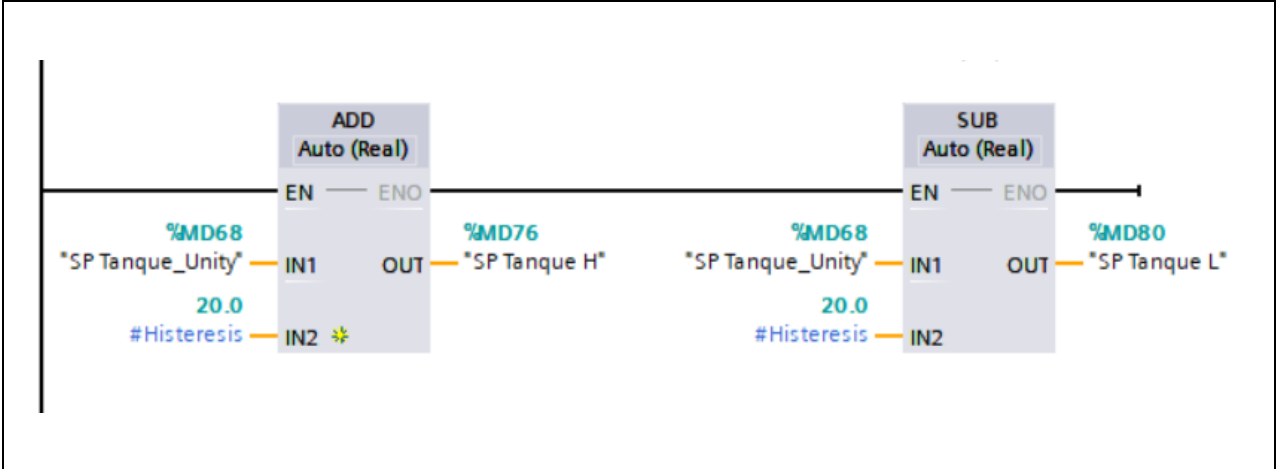 ADD
Auto (Real)
EN ENO
%MD68
"SP Tanque_Unity"
IN1 OUT
%MD76
"SP Tanque H"
20.0
#Histeresis
IN2
SUB
Auto (Real)
EN ENO
%MD68
"SP Tanque_Unity"
IN1 OUT
%MD80
"SP Tanque L"
20.0
#Histeresis
IN2